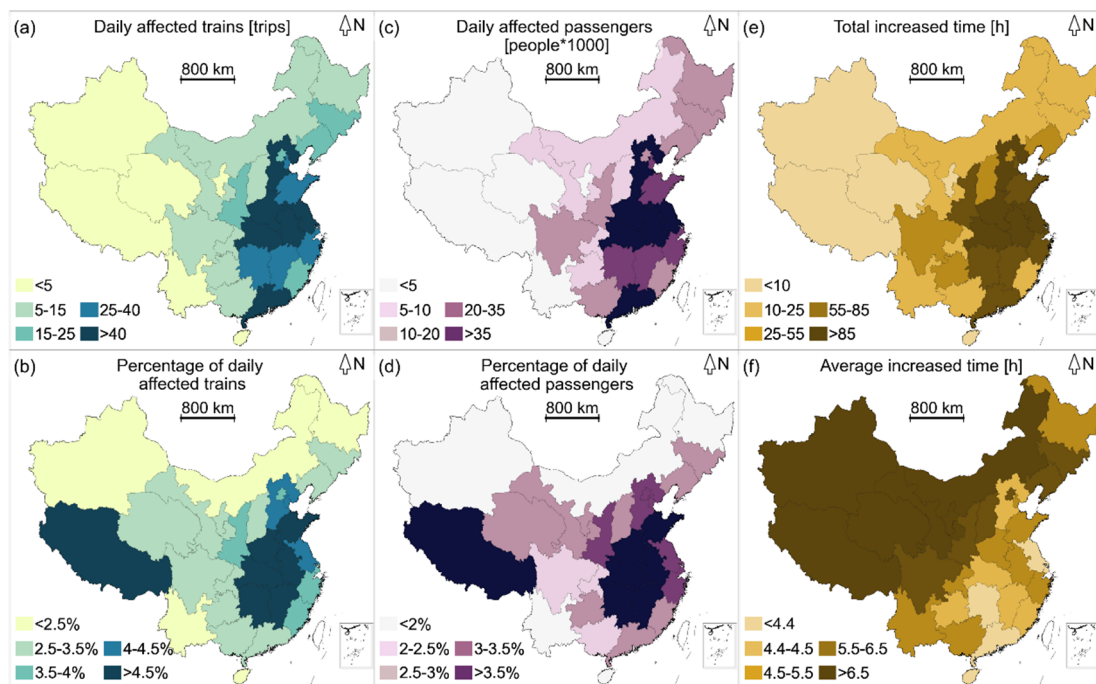 (a) Daily affected trains [trips] N
800 km
<5
5-15 25-40
15-25 >40
(c) Daily affected passengers N
[people*1000]
800 km
<5
5-10 20-35
10-20 >35
(e) Total increased time [h] N
800 km
<10
10-25 55-85
25-55 >85
(b) Percentage of daily N
affected trains
800 km
<2.5%
2.5-3.5% 4-4.5%
3.5-4% >4.5%
(d) Percentage of daily N
affected passengers
800 km
<2%
2-2.5% 3-3.5%
2.5-3% >3.5%
(f) Average increased time [h] N
800 km
<4.4
4.4-4.5 5.5-6.5
4.5-5.5 >6.5